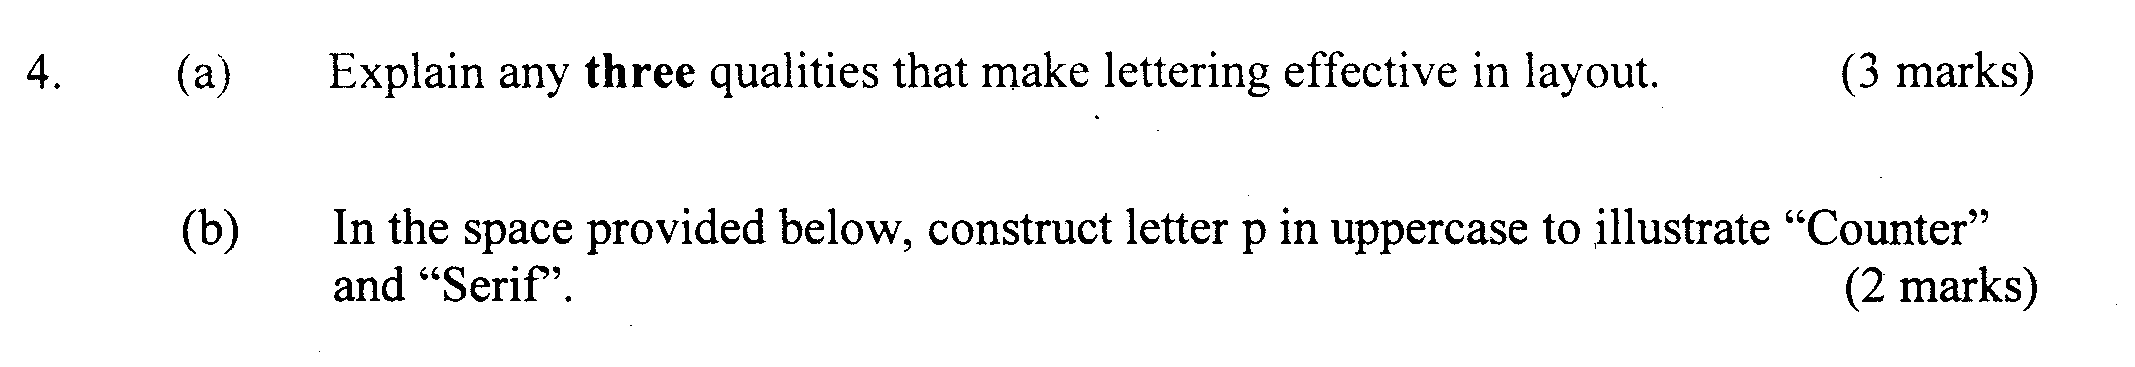 4. (a) Explain any three qualities that make lettering effective in layout. (3 marks)
(b) In the space provided below, construct letter p in uppercase to illustrate “Counter”
and “Serif”. (2 marks)